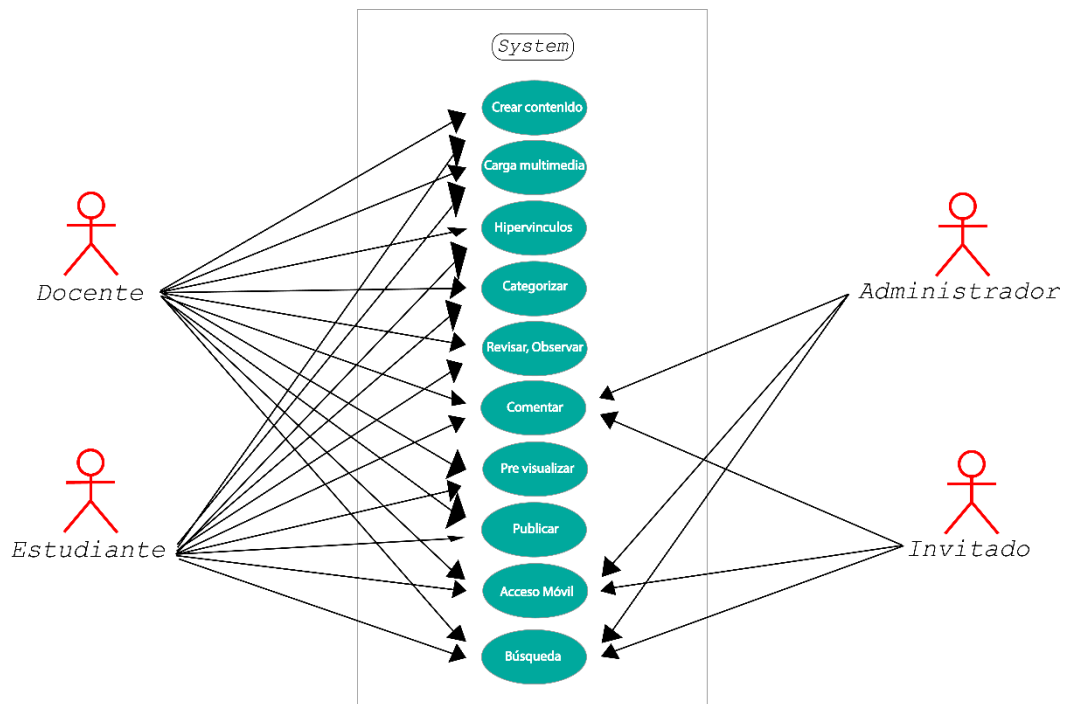 System
Crear contenido
Carga multimedia
Hipervinculos
Categorizar
Revisar, Observar
Comentar
Pre visualizar
Publicar
Acceso Móvil
Búsqueda
Docente
Estudiante
Administrador
Invitado